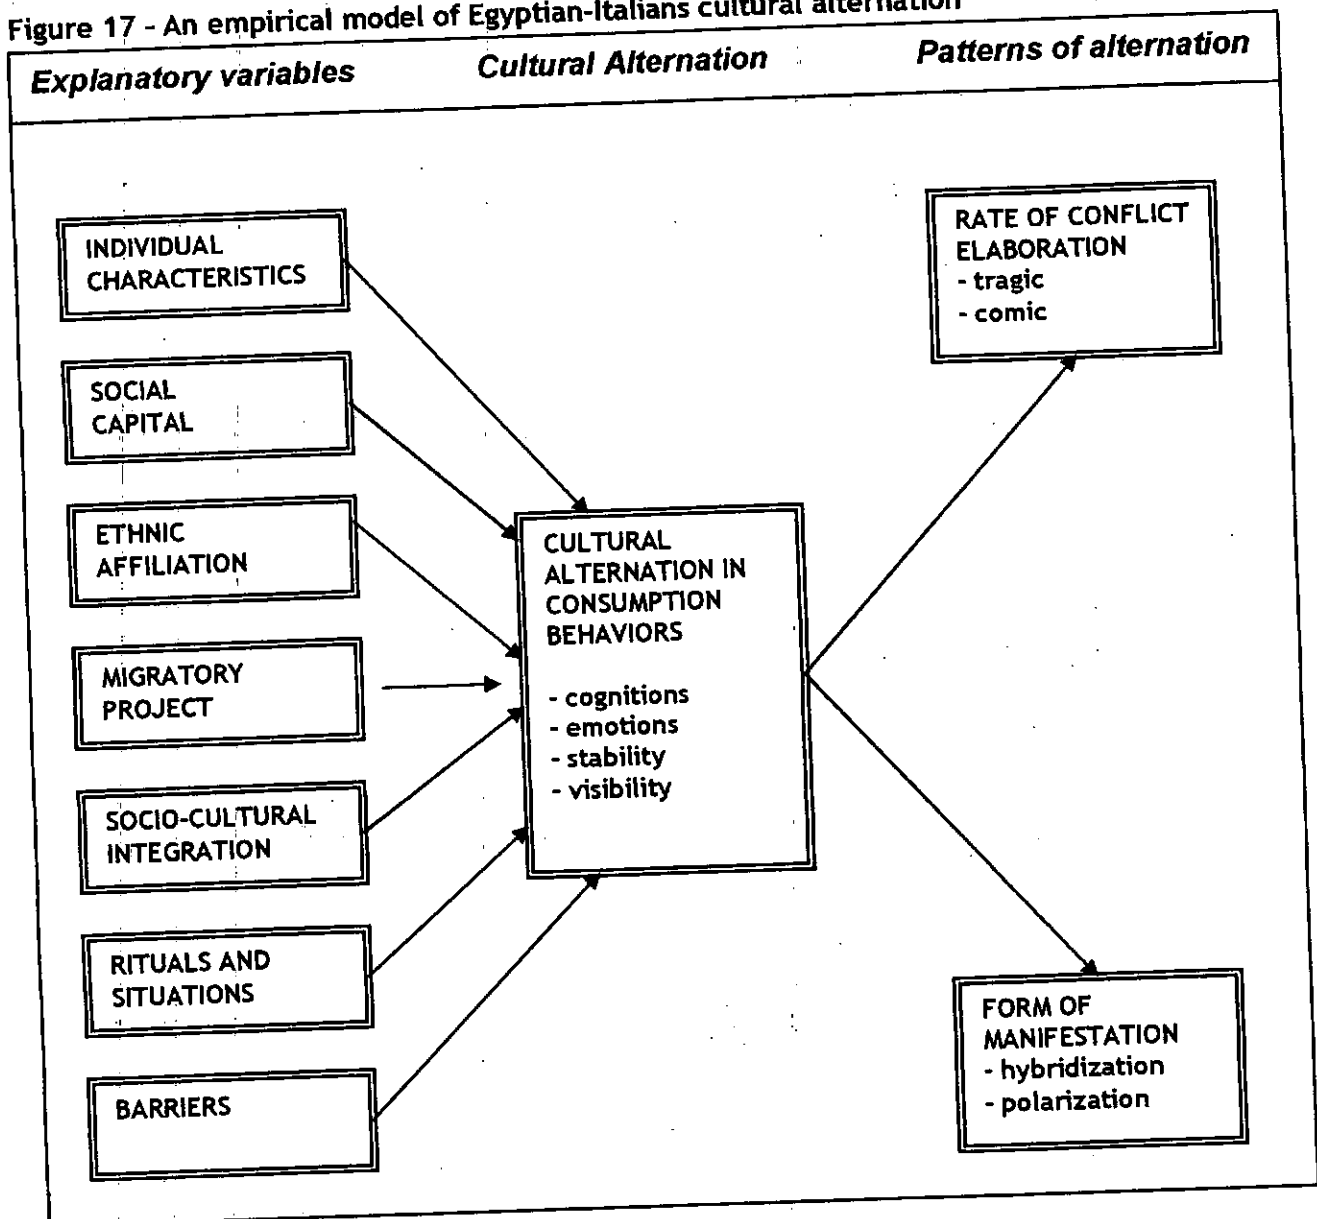 Figure 17 - An empirical model of Egyptian-Italians cultural alternation
Explanatory variables
Cultural Alternation
Patterns of alternation
INDIVIDUAL
CHARACTERISTICS
SOCIAL
CAPITAL
ETHNIC
AFFILIATION
MIGRATORY
PROJECT
SOCIO-CULTURAL
INTEGRATION
RITUALS AND
SITUATIONS
BARRIERS
CULTURAL
ALTERNATION IN
CONSUMPTION
BEHAVIORS
- cognitions
- emotions
- stability
- visibility
RATE OF CONFLICT
ELABORATION
- tragic
- comic
FORM OF
MANIFESTATION
- hybridization
- polarization